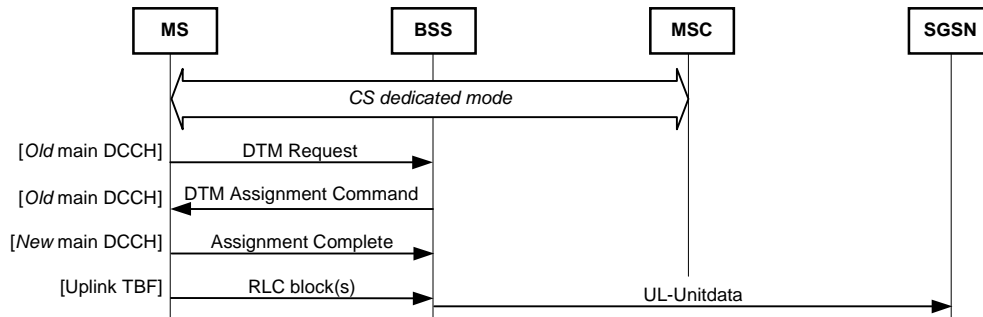 MS BSS MSC SGSN
CS dedicated mode
[Old main DCCH] DTM Request
[Old main DCCH] DTM Assignment Command
[New main DCCH] Assignment Complete
[Uplink TBF] RLC block(s) UL-Unitdata